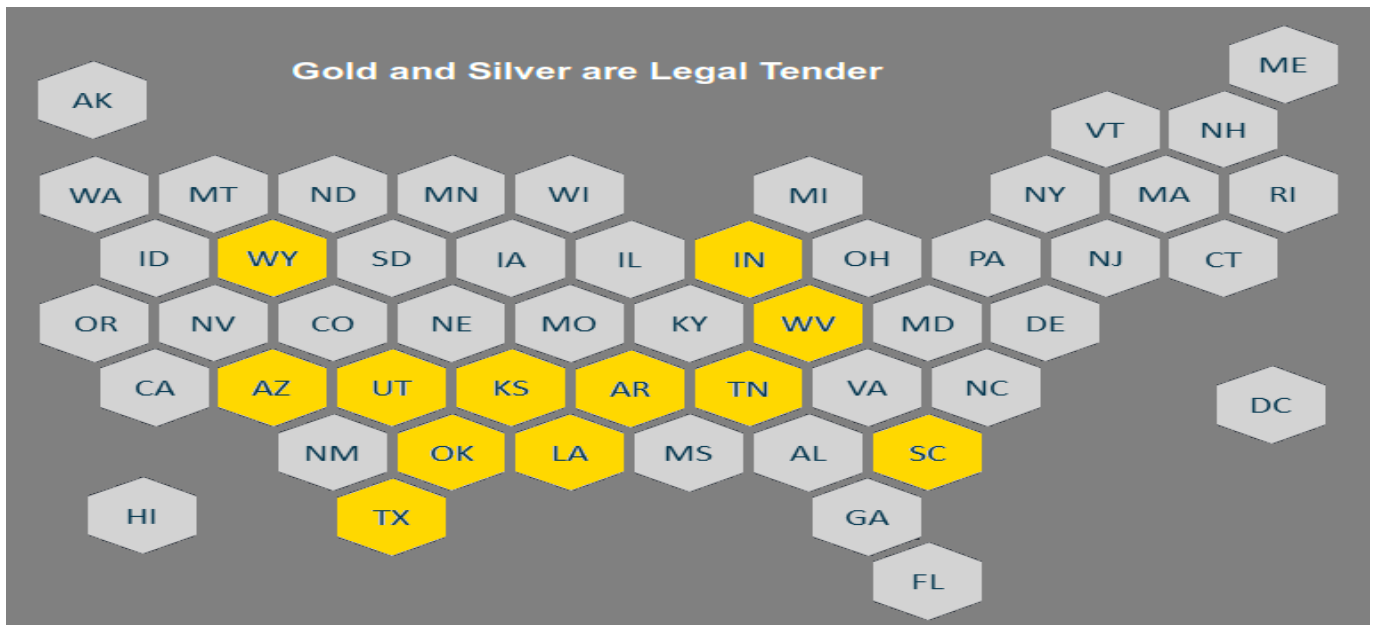 Gold and Silver are Legal Tender
ME
AK
VT NH
WA MT ND MN WI MI NY MA RI
ID WY SD IA IL IN OH PA NJ CT
OR NV CO NE MO KY WV MD DE
CA AZ UT KS AR TN VA NC
DC
NM OK LA MS AL SC
HI TX GA
FL